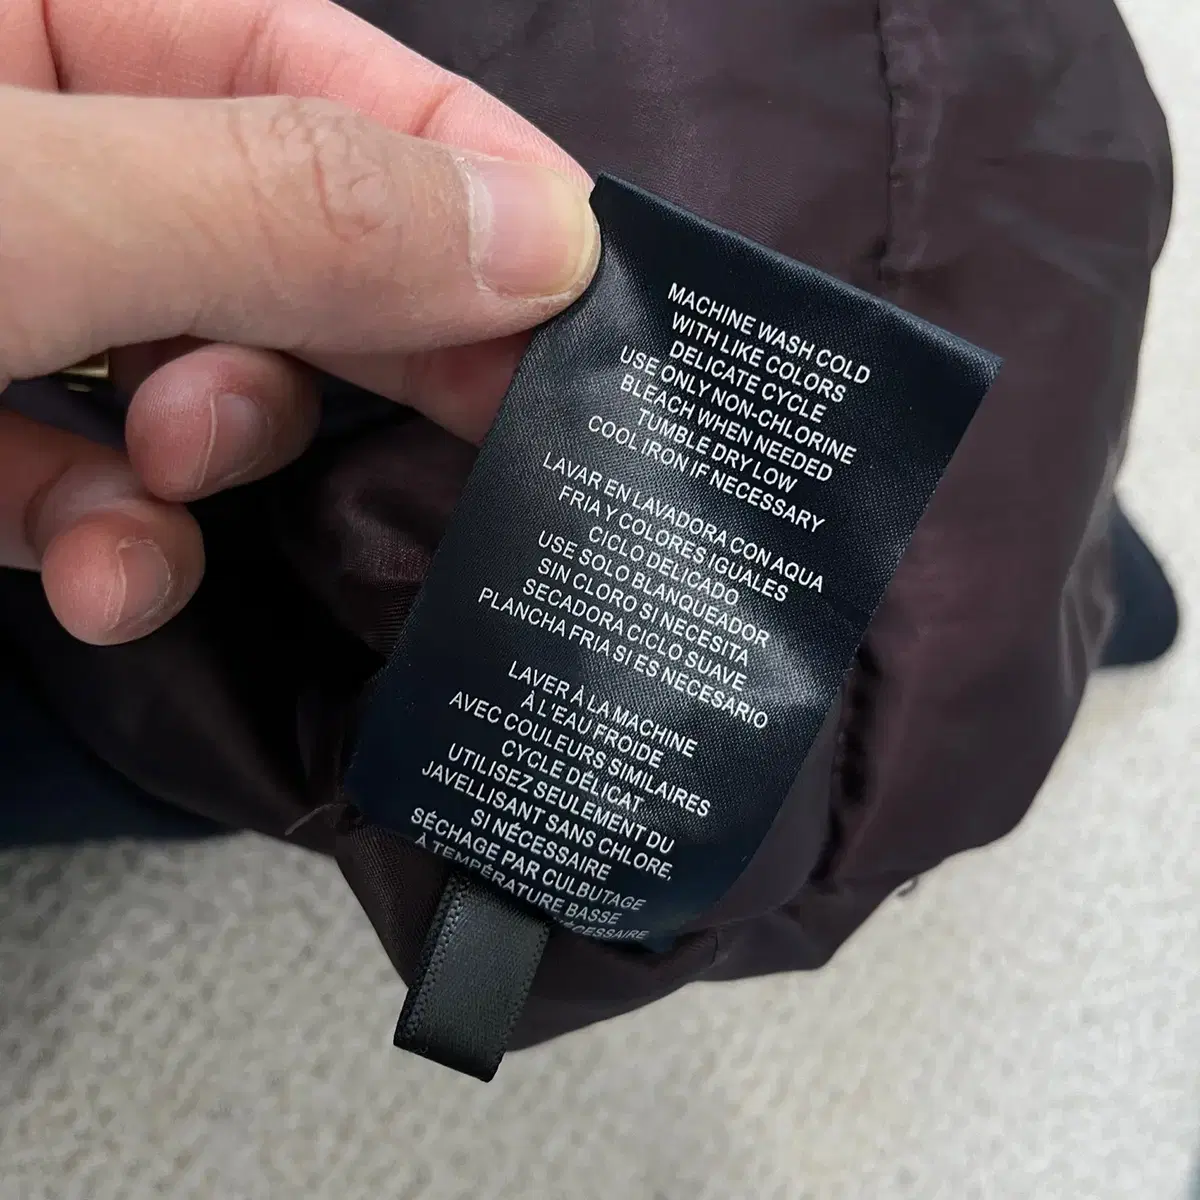 MACHINE WASH COLD
WITH LIKE COLORS
DELICATE CYCLE
USE ONLY NON-CHLORINE
BLEACH WHEN NEEDED
TUMBLE DRY LOW
COOL IRON IF NECESSARY
LAVAR EN LAVADORA CON AQUA
FRIA Y COLORES IGUALES
CICLO DELICADO
USE SOLO BLANQUEADOR
SIN CLORO SI NECESITA
SECADORA CICLO SUAVE
PLANCHA FRIA SI ES NECESARIO
LAVER À LA MACHINE
À L'EAU FROIDE
AVEC COULEURS SIMILAIRES
CYCLE DÉLICAT
UTILISEZ SEULEMENT DU
JAVELLISANT SANS CHLORE,
SI NÉCESSAIRE
SÉCHAGE PAR CULBUTAGE
À TEMPÉRATURE BASSE
NÉCESSAIRE